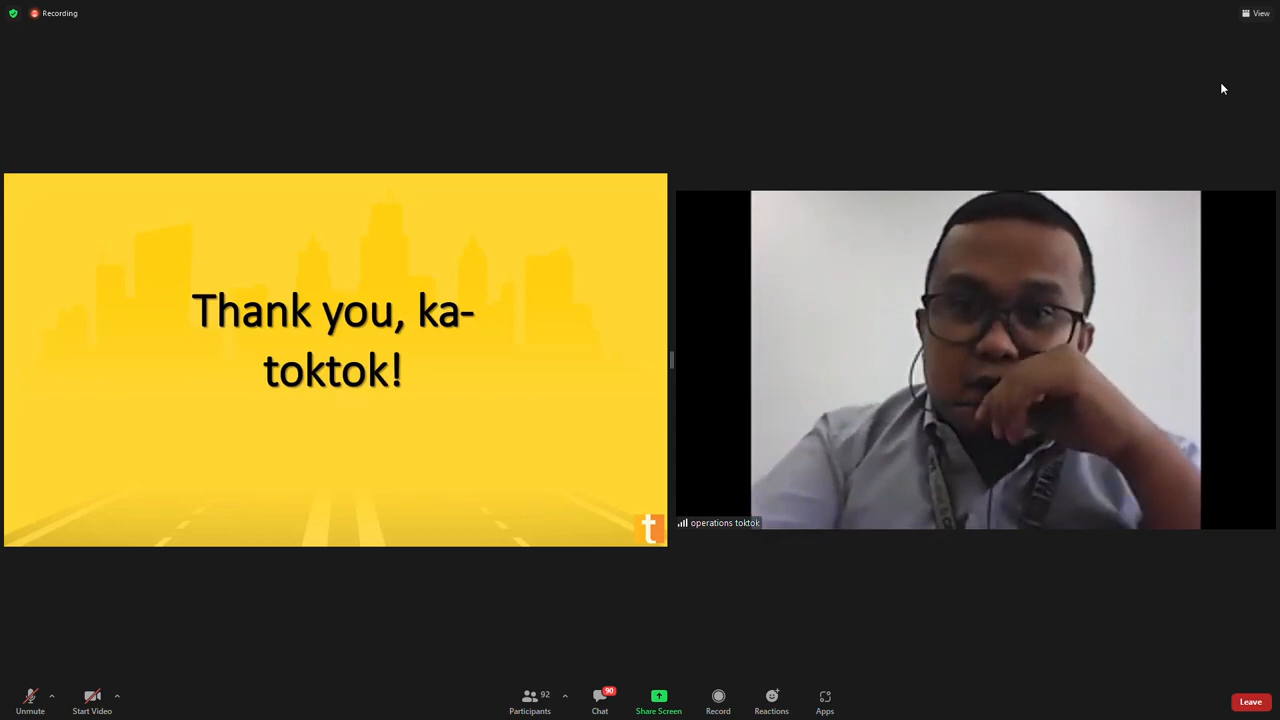 Recording
View
Thank you, ka-
toktok!
t
operations toktok
92
90
Unmute
Start Video
Participants
Chat
Share Screen
Record
Reactions
Apps
Leave